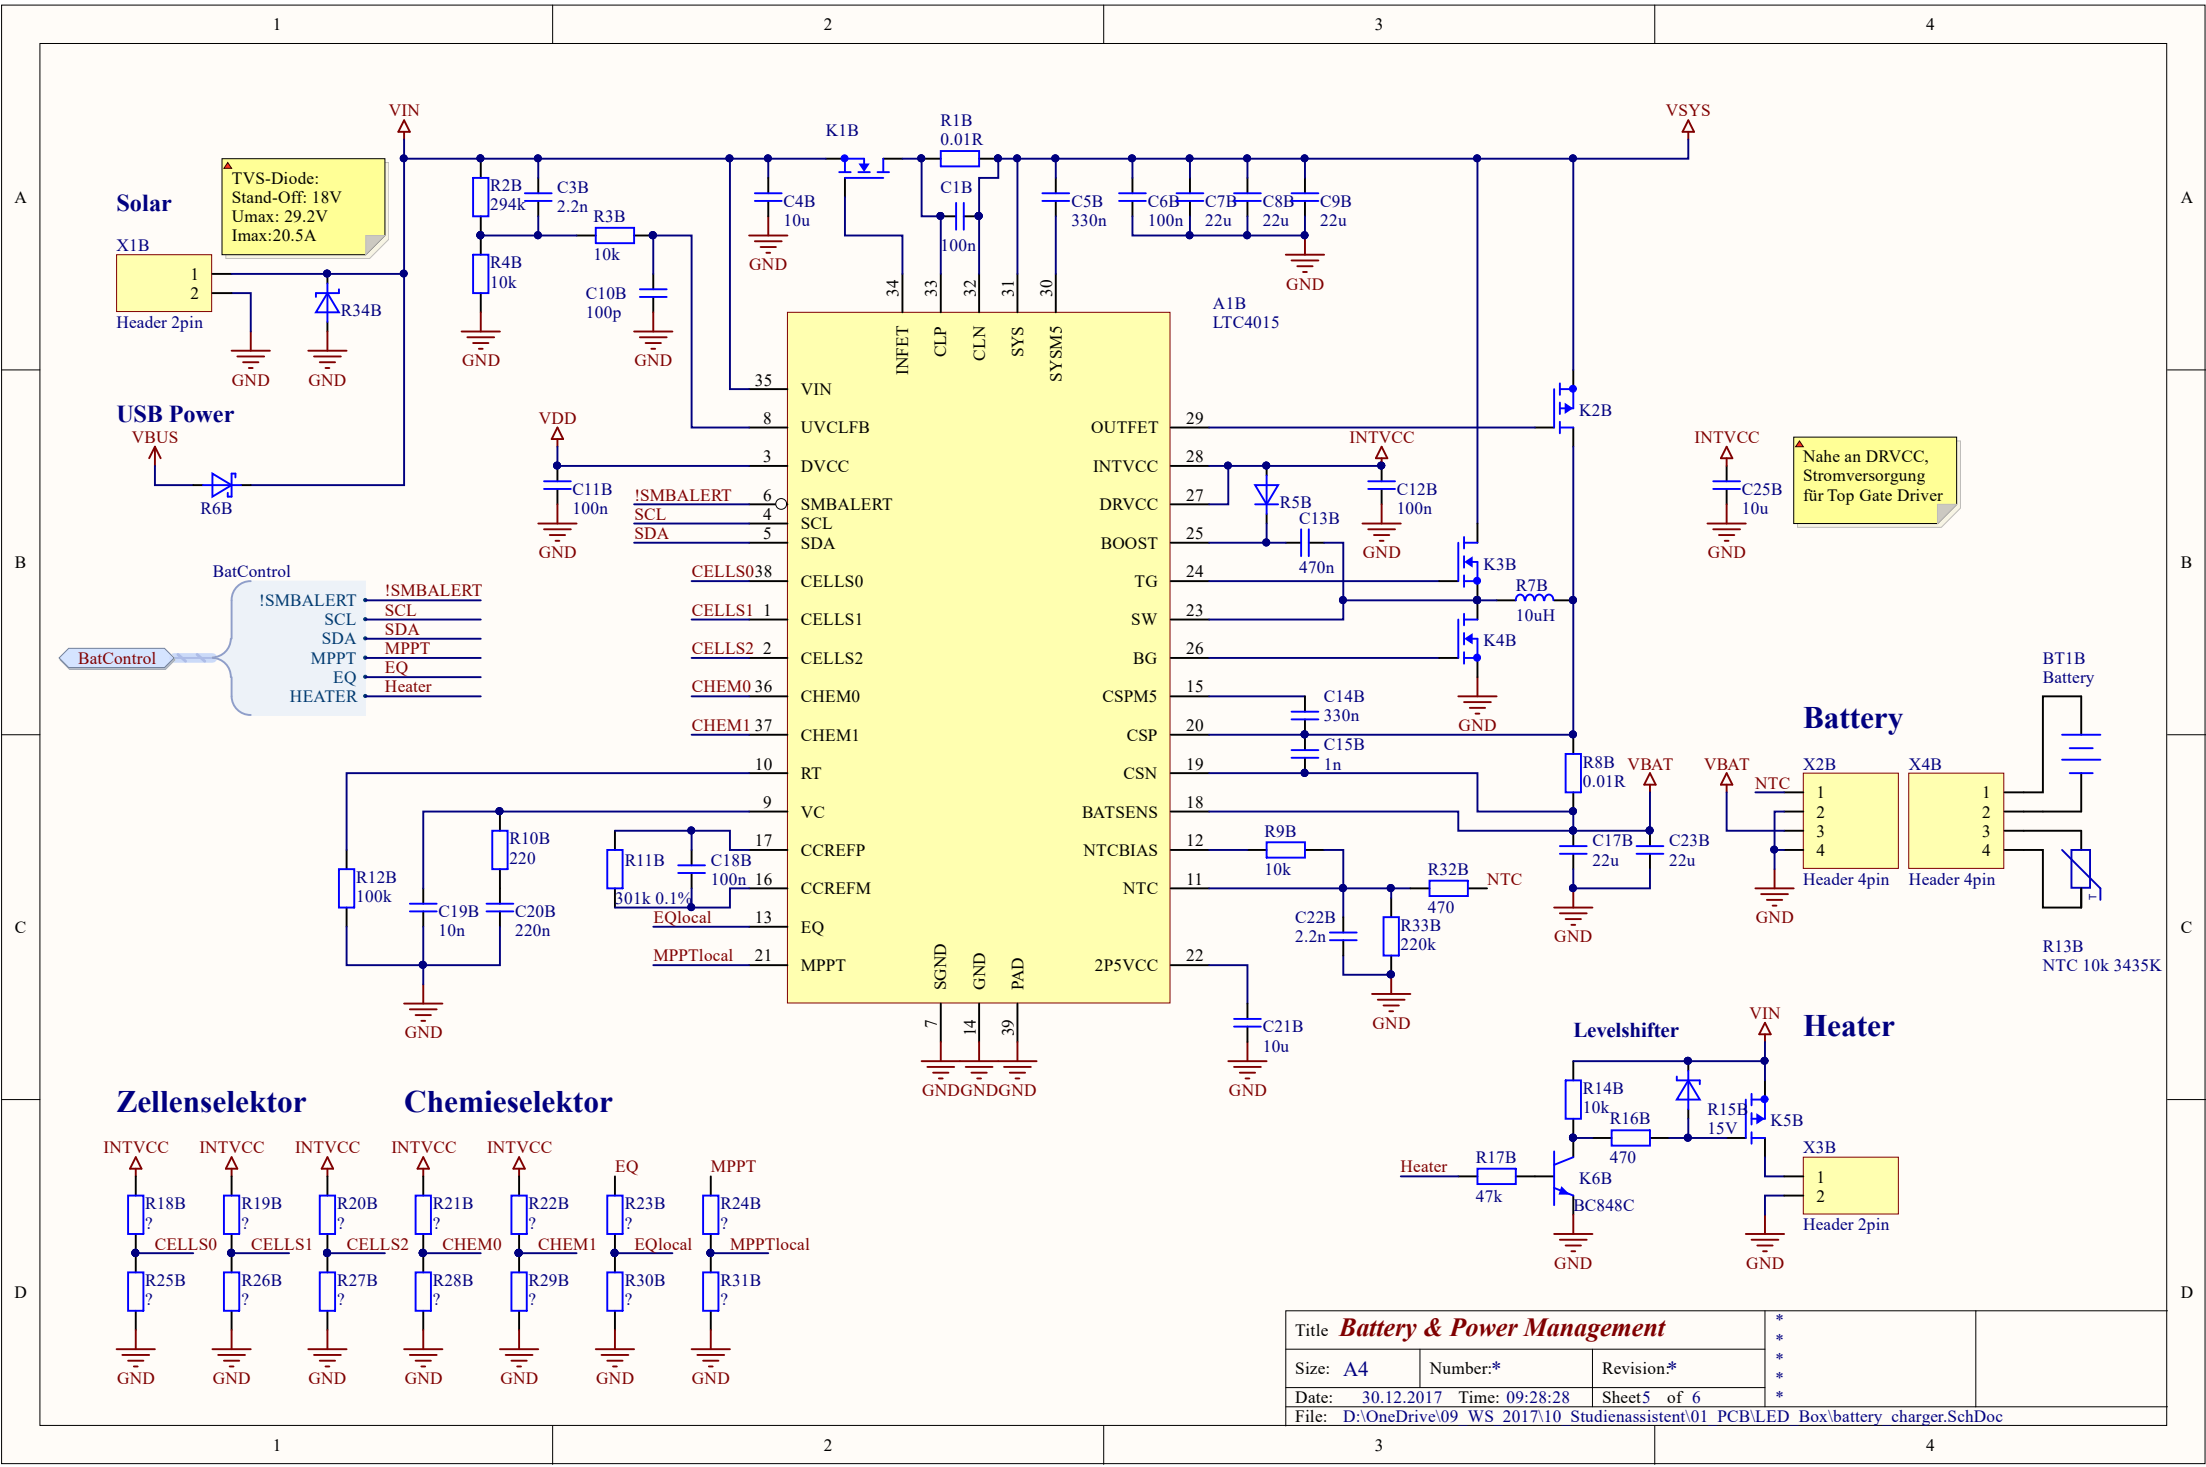 1
2
3
4
A
A
B
B
C
C
D
D
VIN
VSYS
K1B
R1B
0.01R
TVS-Diode:
Stand-Off: 18V
Umax: 29.2V
Imax:20.5A
Solar
X1B
1
2
Header 2pin
R34B
GND
GND
R2B
294k
C3B
2.2n
R3B
10k
R4B
10k
C10B
100p
GND
GND
C4B
10u
GND
C1B
100n
C5B
330n
C6B
100n
C7B
22u
C8B
22u
C9B
22u
GND
A1B
LTC4015
34
33
32
31
30
INFET
CLP
CLN
SYS
SYSM5
USB Power
VBUS
R6B
VDD
C11B
100n
GND
35 VIN
8 UVCLFB
3 DVCC
!SMBALERT 6 SMBALERT
SCL 4 SCL
SDA 5 SDA
CELLS0 38 CELLS0
CELLS1 1 CELLS1
CELLS2 2 CELLS2
CHEM0 36 CHEM0
CHEM1 37 CHEM1
10 RT
9 VC
17 CCREFP
16 CCREFM
EQlocal 13 EQ
MPPTlocal 21 MPPT
OUTFET 29
INTVCC 28
DRVCC 27
BOOST 25
TG 24
SW 23
BG 26
CSPM5 15
CSP 20
CSN 19
BATSENS 18
NTCBIAS 12
NTC 11
2P5VCC 22
SGND
GND
PAD
7
14
39
GND
GND
GND
BatControl
BatControl
!SMBALERT !SMBALERT
SCL SCL
SDA SDA
MPPT MPPT
EQ EQ
HEATER Heater
R12B
100k
C19B
10n
R10B
220
C20B
220n
GND
R11B
301k 0.1%
C18B
100n
K2B
INTVCC
R5B
C12B
100n
GND
C13B
470n
K3B
R7B
10uH
K4B
GND
C14B
330n
C15B
1n
R8B
0.01R
VBAT
C17B
22u
C23B
22u
GND
R9B
10k
R32B
470
NTC
C22B
2.2n
R33B
220k
GND
C21B
10u
GND
INTVCC
C25B
10u
GND
Nahe an DRVCC,
Stromversorgung
für Top Gate Driver
Battery
BT1B
Battery
VBAT
NTC
X2B
1
2
3
4
Header 4pin
X4B
1
2
3
4
Header 4pin
GND
T
R13B
NTC 10k 3435K
Levelshifter
Heater
VIN
R14B
10k
R15B
15V
R16B
470
K5B
Heater
R17B
47k
K6B
BC848C
GND
X3B
1
2
Header 2pin
GND
Zellenselektor
Chemieselektor
INTVCC
INTVCC
INTVCC
INTVCC
INTVCC
EQ
MPPT
R18B
?
R19B
?
R20B
?
R21B
?
R22B
?
R23B
?
R24B
?
CELLS0
CELLS1
CELLS2
CHEM0
CHEM1
EQlocal
MPPTlocal
R25B
?
R26B
?
R27B
?
R28B
?
R29B
?
R30B
?
R31B
?
GND
GND
GND
GND
GND
GND
GND
Title Battery & Power Management
Size: A4 Number:* Revision:*
Date: 30.12.2017 Time: 09:28:28 Sheet5 of 6
File: D:\OneDrive\09_WS_2017\10_Studienassistent\01_PCB\LED_Box\battery_charger.SchDoc
*
*
*
*
*
1
2
3
4